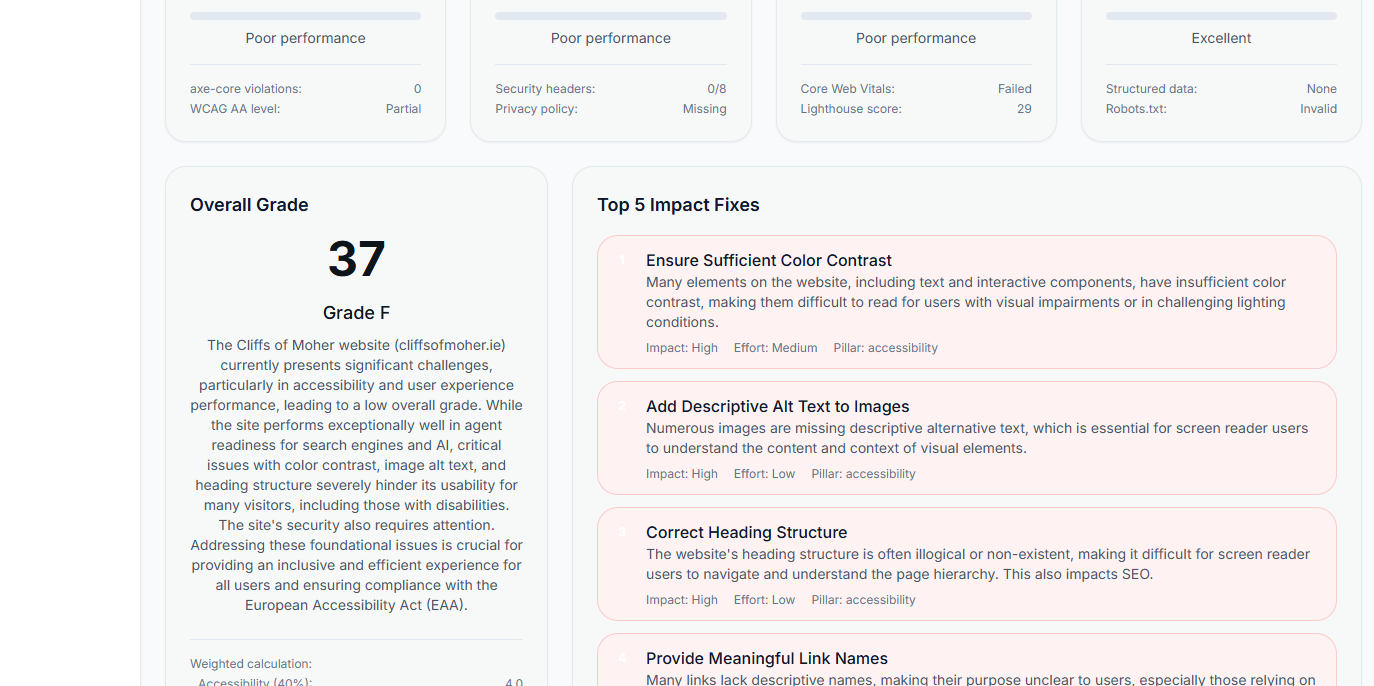 Poor performance
axe-core violations: 0
WCAG AA level: Partial
Poor performance
Security headers: 0/8
Privacy policy: Missing
Poor performance
Core Web Vitals: Failed
Lighthouse score: 29
Excellent
Structured data: None
Robots.txt: Invalid
Overall Grade
37
Grade F
The Cliffs of Moher website (cliffsofmoher.ie)
currently presents significant challenges,
particularly in accessibility and user experience
performance, leading to a low overall grade. While
the site performs exceptionally well in agent
readiness for search engines and AI, critical
issues with color contrast, image alt text, and
heading structure severely hinder its usability for
many visitors, including those with disabilities.
The site's security also requires attention.
Addressing these foundational issues is crucial for
providing an inclusive and efficient experience for
all users and ensuring compliance with the
European Accessibility Act (EAA).
Weighted calculation:
Accessibility (40%): 4.0
Top 5 Impact Fixes
1 Ensure Sufficient Color Contrast
Many elements on the website, including text and interactive components, have insufficient color
contrast, making them difficult to read for users with visual impairments or in challenging lighting
conditions.
Impact: High Effort: Medium Pillar: accessibility
2 Add Descriptive Alt Text to Images
Numerous images are missing descriptive alternative text, which is essential for screen reader users
to understand the content and context of visual elements.
Impact: High Effort: Low Pillar: accessibility
3 Correct Heading Structure
The website's heading structure is often illogical or non-existent, making it difficult for screen reader
users to navigate and understand the page hierarchy. This also impacts SEO.
Impact: High Effort: Low Pillar: accessibility
4 Provide Meaningful Link Names
Many links lack descriptive names, making their purpose unclear to users, especially those relying on